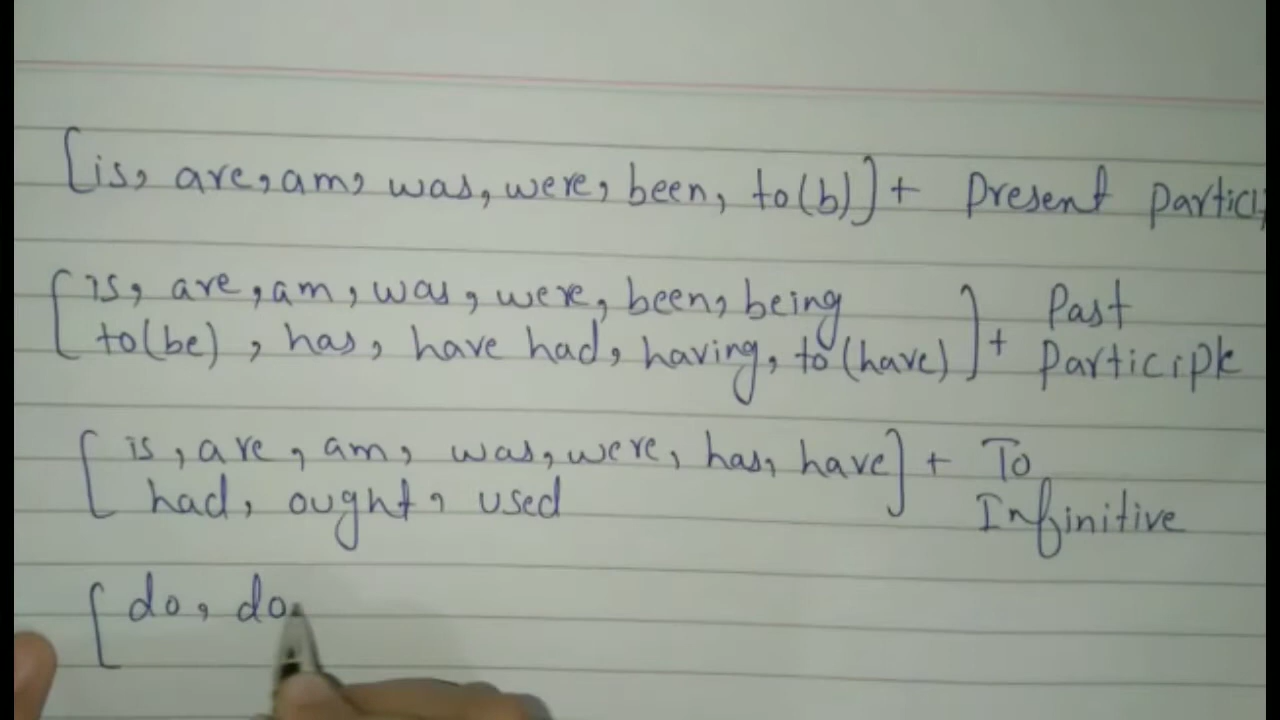 [is, are, am, was, were, been, to(b)] + Present
[is, are, am, was, were, been, being
to(be), has, have had, having, to(have)] + Past Participle
[is, are, am, was, were, has, have
had, ought, used] + To Infinitive
[do, do